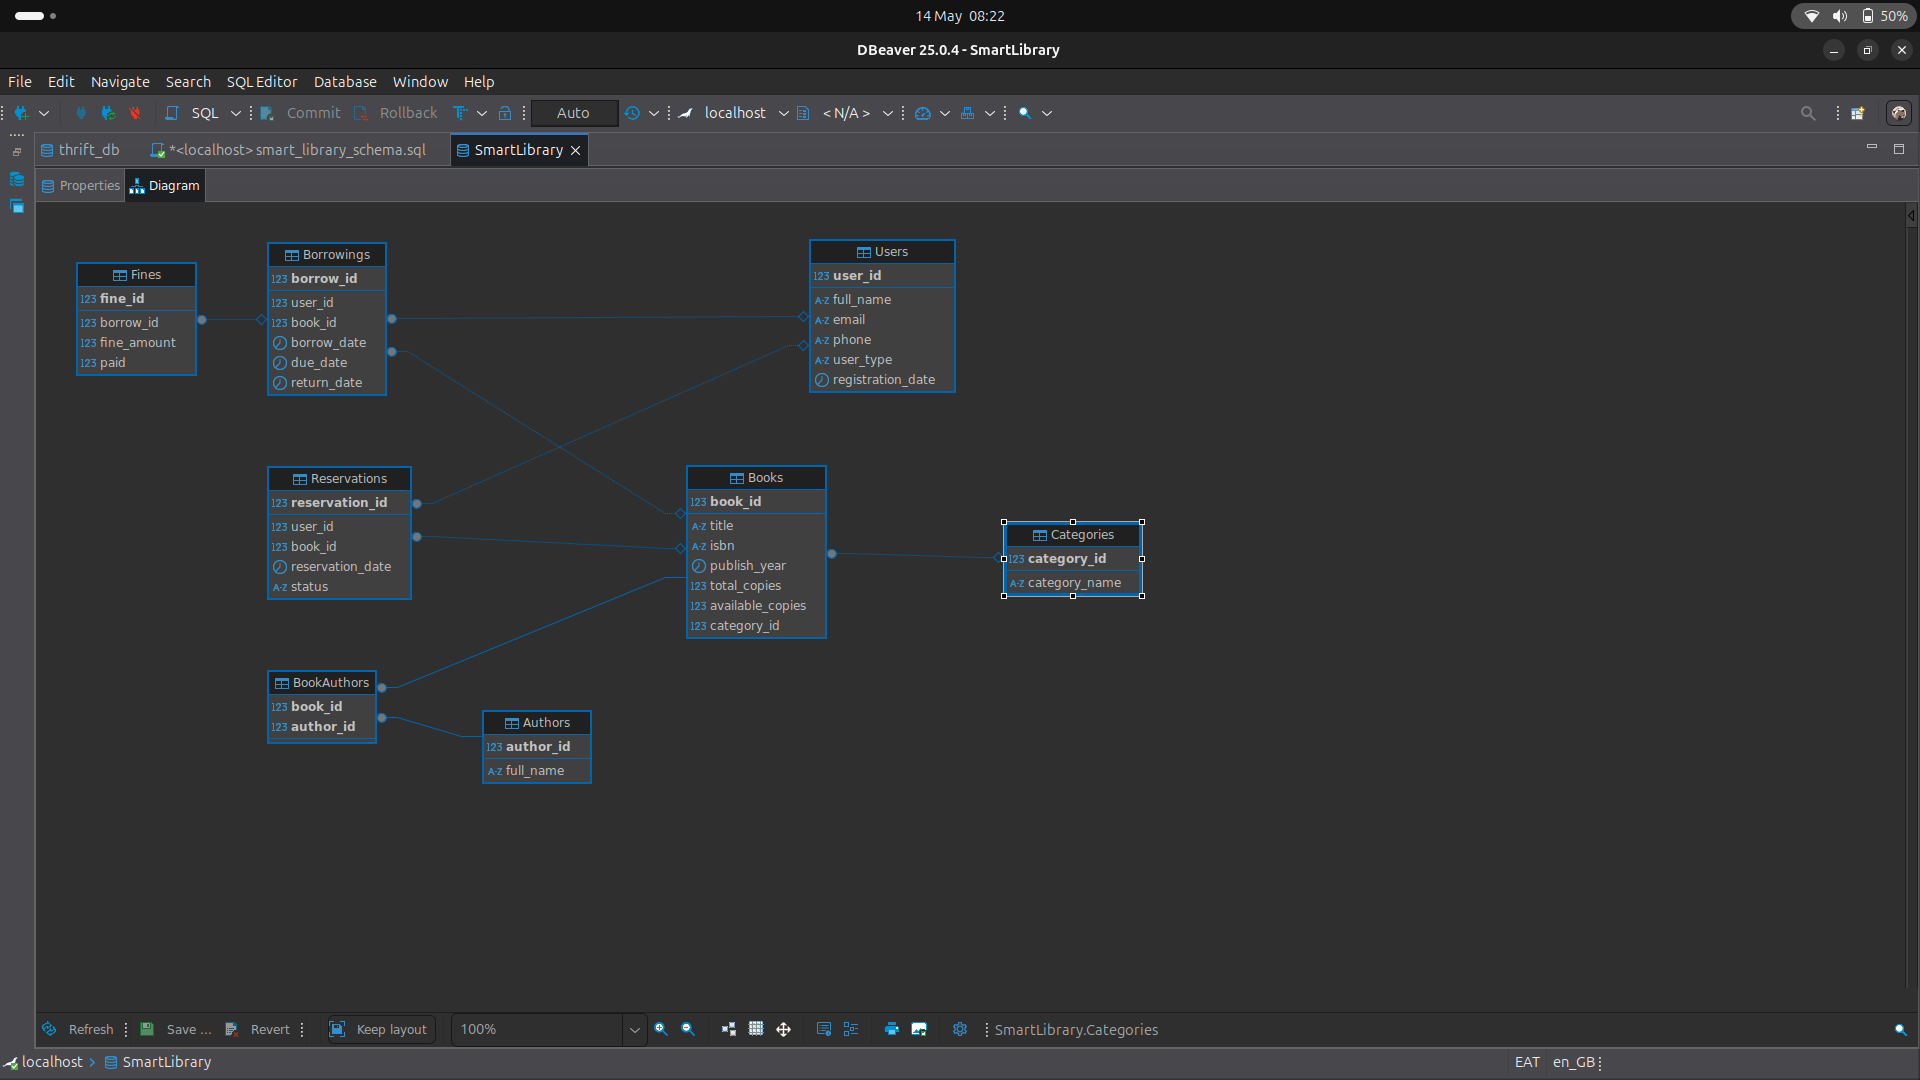 14 May 08:22
50%
DBeaver 25.0.4 - SmartLibrary
File Edit Navigate Search SQL Editor Database Window Help
SQL Commit Rollback Auto localhost < N/A >
thrift_db *<localhost> smart_library_schema.sql SmartLibrary
Properties Diagram
Fines
123 fine_id
123 borrow_id
123 fine_amount
123 paid
Borrowings
123 borrow_id
123 user_id
123 book_id
borrow_date
due_date
return_date
Users
123 user_id
A-Z full_name
A-Z email
A-Z phone
A-Z user_type
registration_date
Reservations
123 reservation_id
123 user_id
123 book_id
reservation_date
A-Z status
Books
123 book_id
A-Z title
A-Z isbn
publish_year
123 total_copies
123 available_copies
123 category_id
Categories
123 category_id
A-Z category_name
BookAuthors
123 book_id
123 author_id
Authors
123 author_id
A-Z full_name
Refresh Save ... Revert Keep layout 100% SmartLibrary.Categories
localhost SmartLibrary EAT en_GB